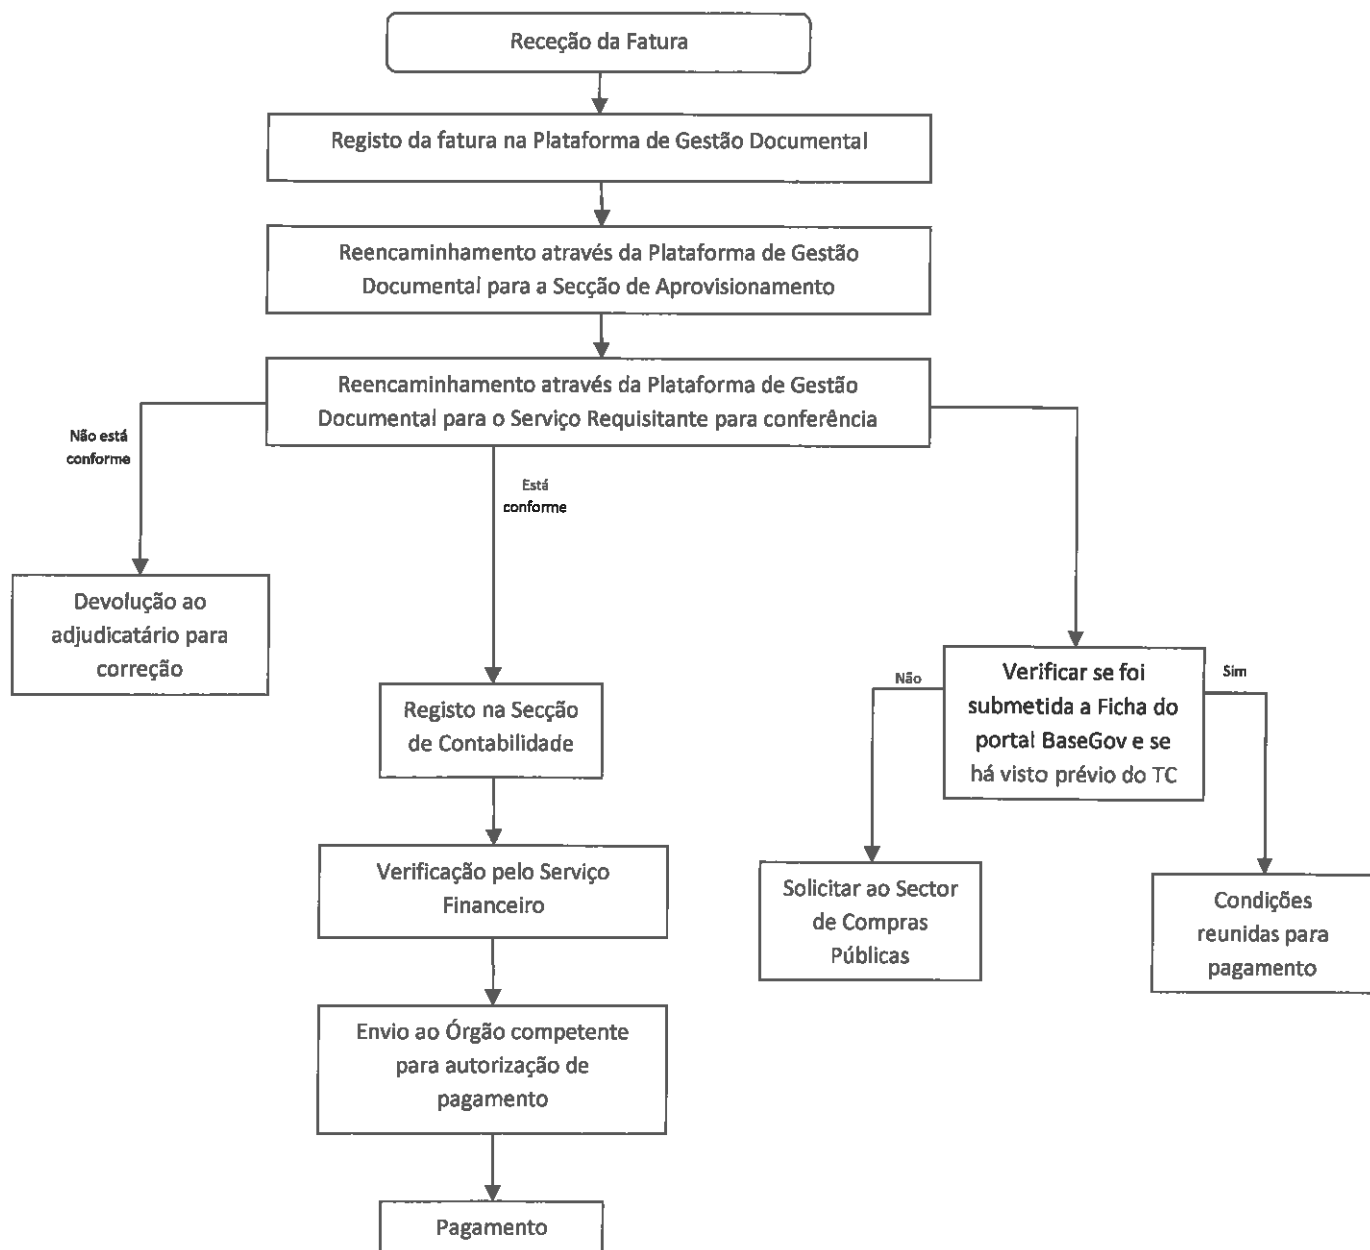 Receção da Fatura
Registo da fatura na Plataforma de Gestão Documental
Reencaminhamento através da Plataforma de Gestão
Documental para a Secção de Aprovisionamento
Reencaminhamento através da Plataforma de Gestão
Documental para o Serviço Requisitante para conferência
Não está
conforme
Está
conforme
Devolução ao
adjudicatário para
correção
Registo na Secção
de Contabilidade
Verificação pelo Serviço
Financeiro
Envio ao Órgão competente
para autorização de
pagamento
Pagamento
Verificar se foi
submetida a Ficha do
portal BaseGov e se
há visto prévio do TC
Não
Sim
Solicitar ao Sector
de Compras
Públicas
Condições
reunidas para
pagamento